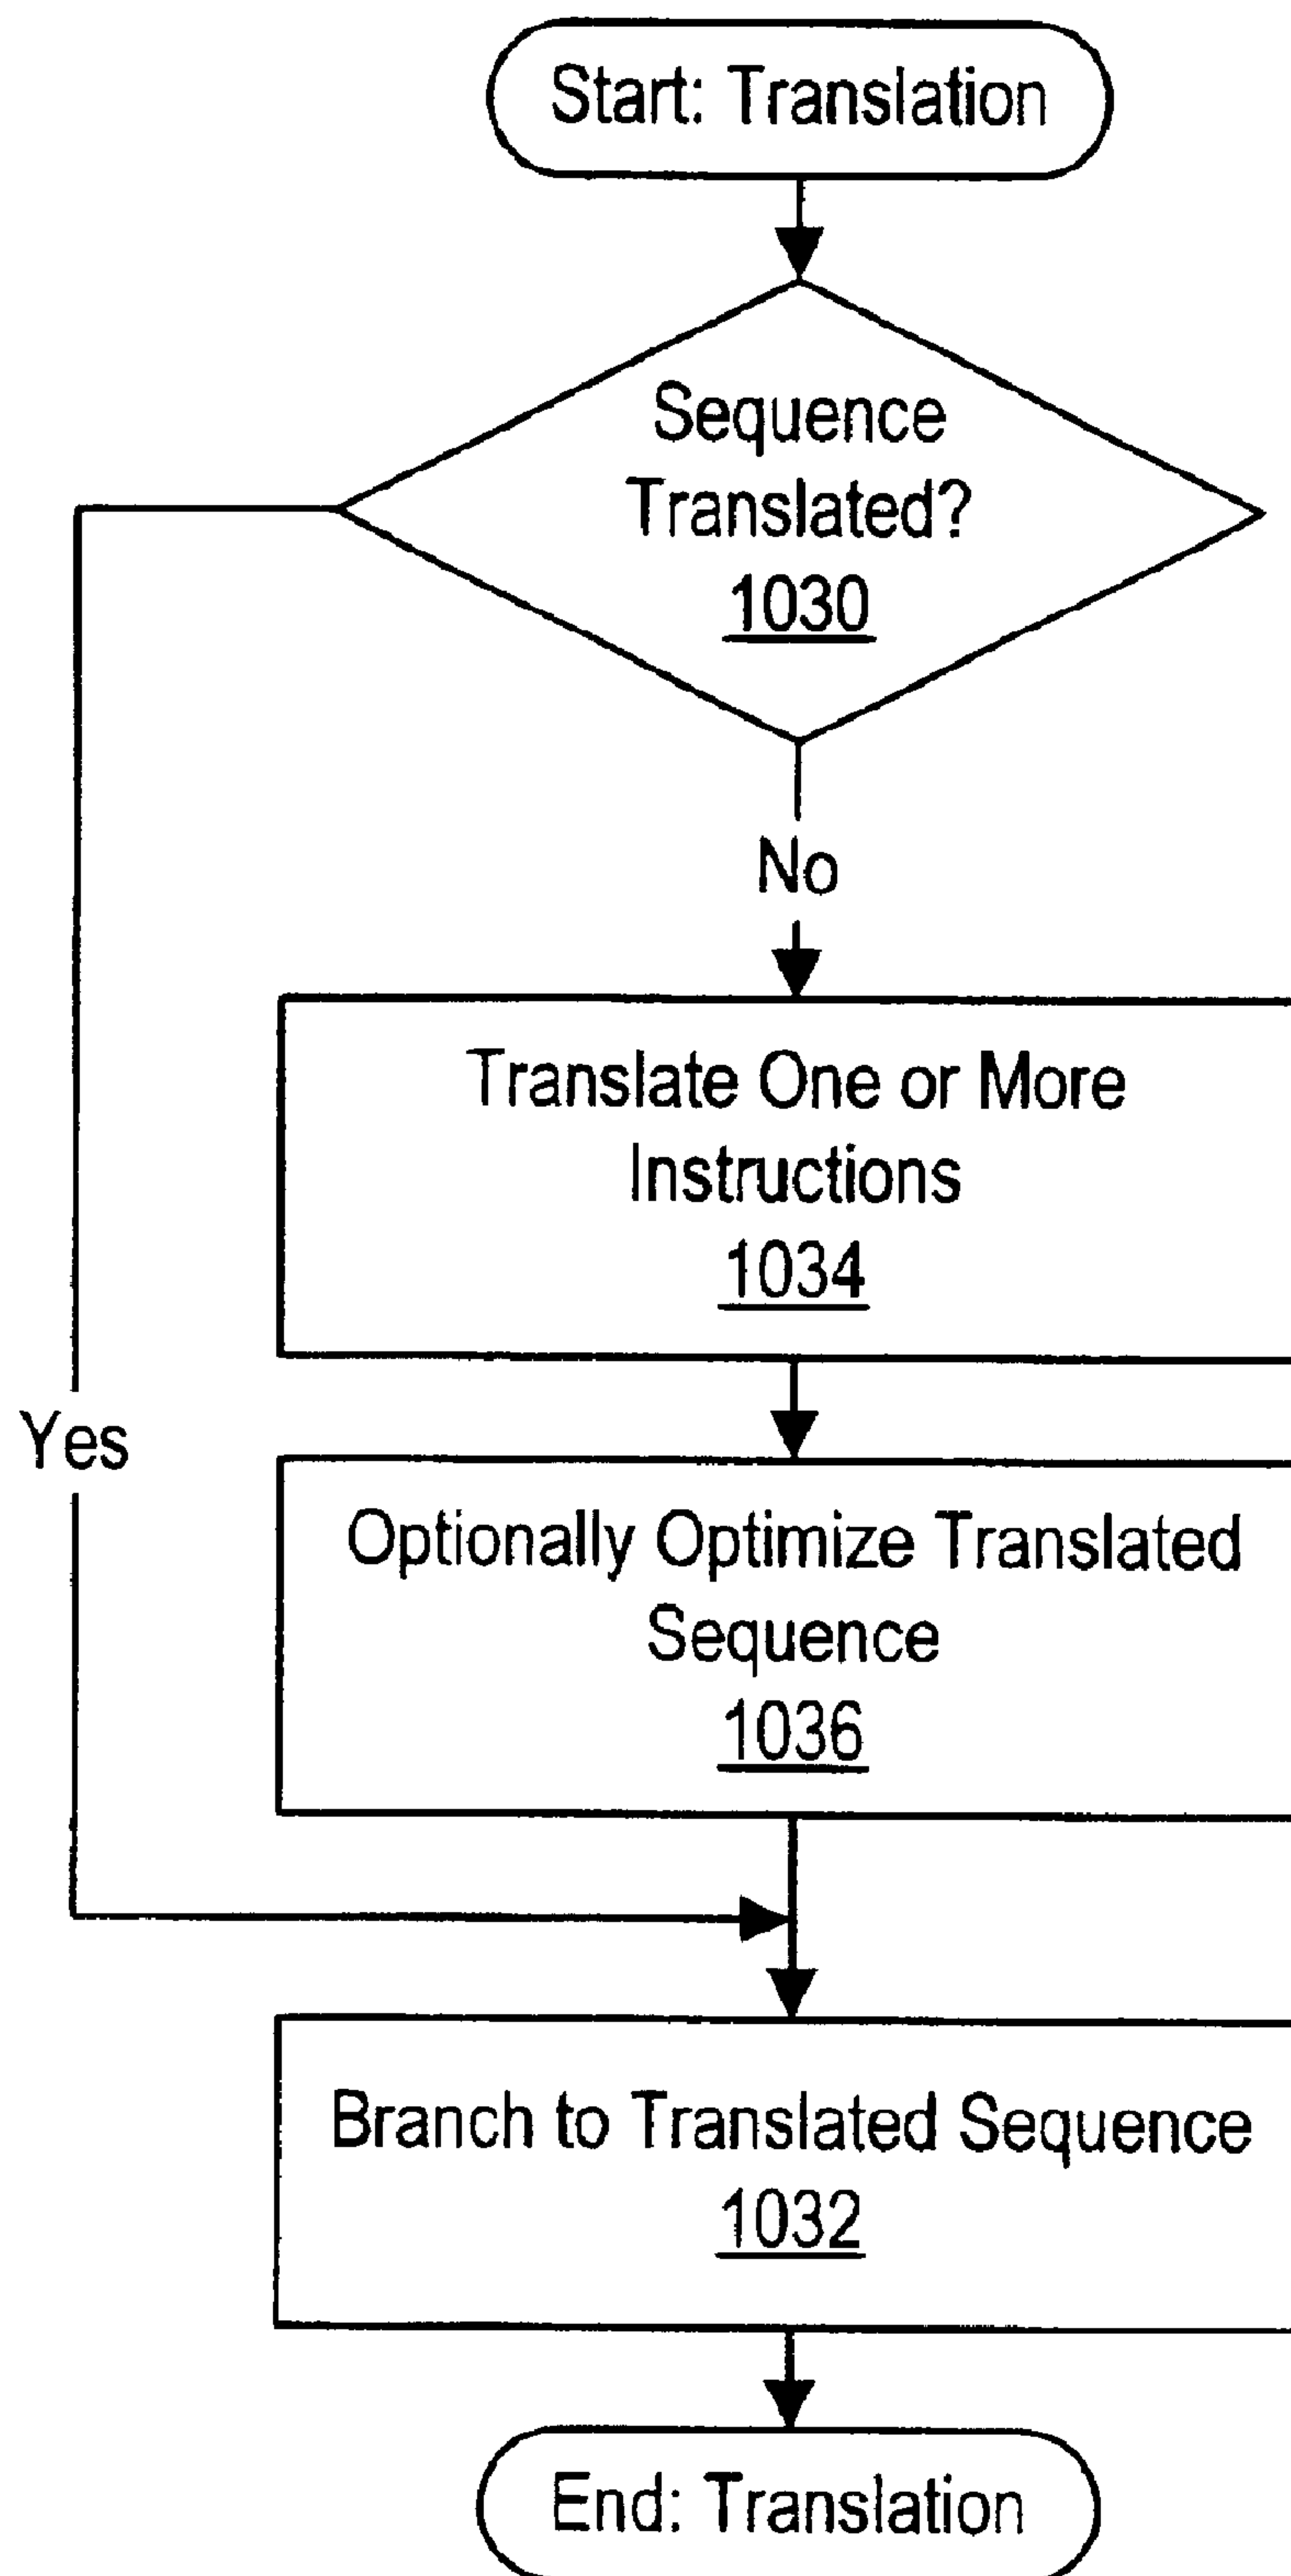 Start: Translation
Sequence
Translated?
1030
No
Translate One or More
Instructions
1034
Yes
Optionally Optimize Translated
Sequence
1036
Branch to Translated Sequence
1032
End: Translation